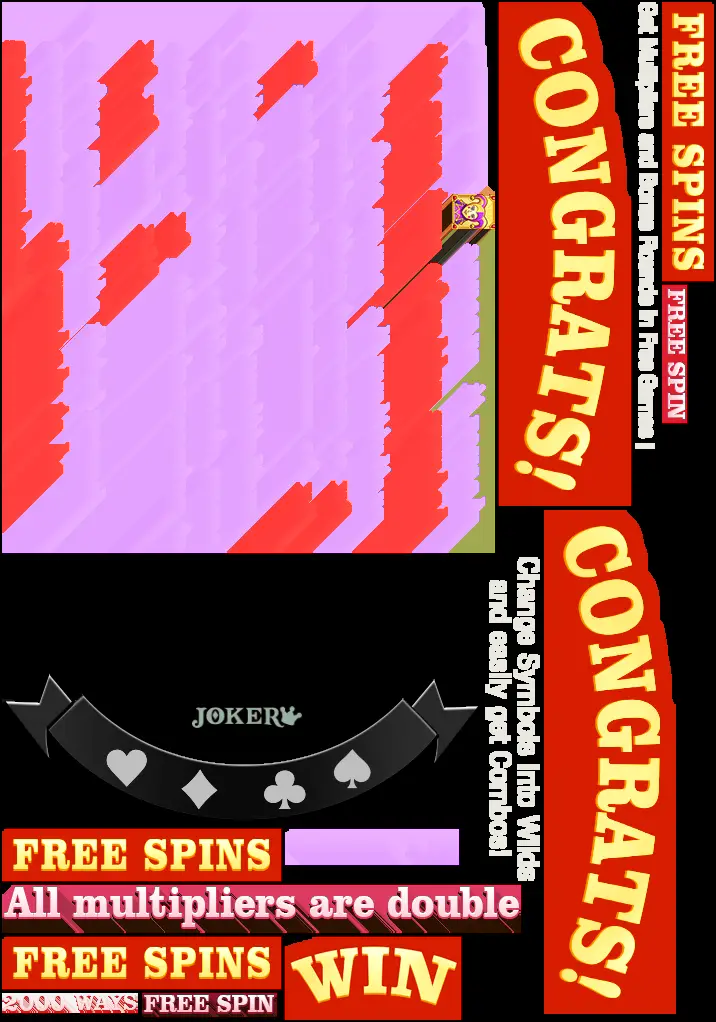 CONGRATS!
Get Multipliers and Bonus Rounds In Free Games !
FREE SPINS
FREE SPIN
CONGRATS!
Change Symbols Into Wilds
and easily get Combos!
JOKER
FREE SPINS
All multipliers are double
FREE SPINS
WIN
2000 WAYS
FREE SPIN